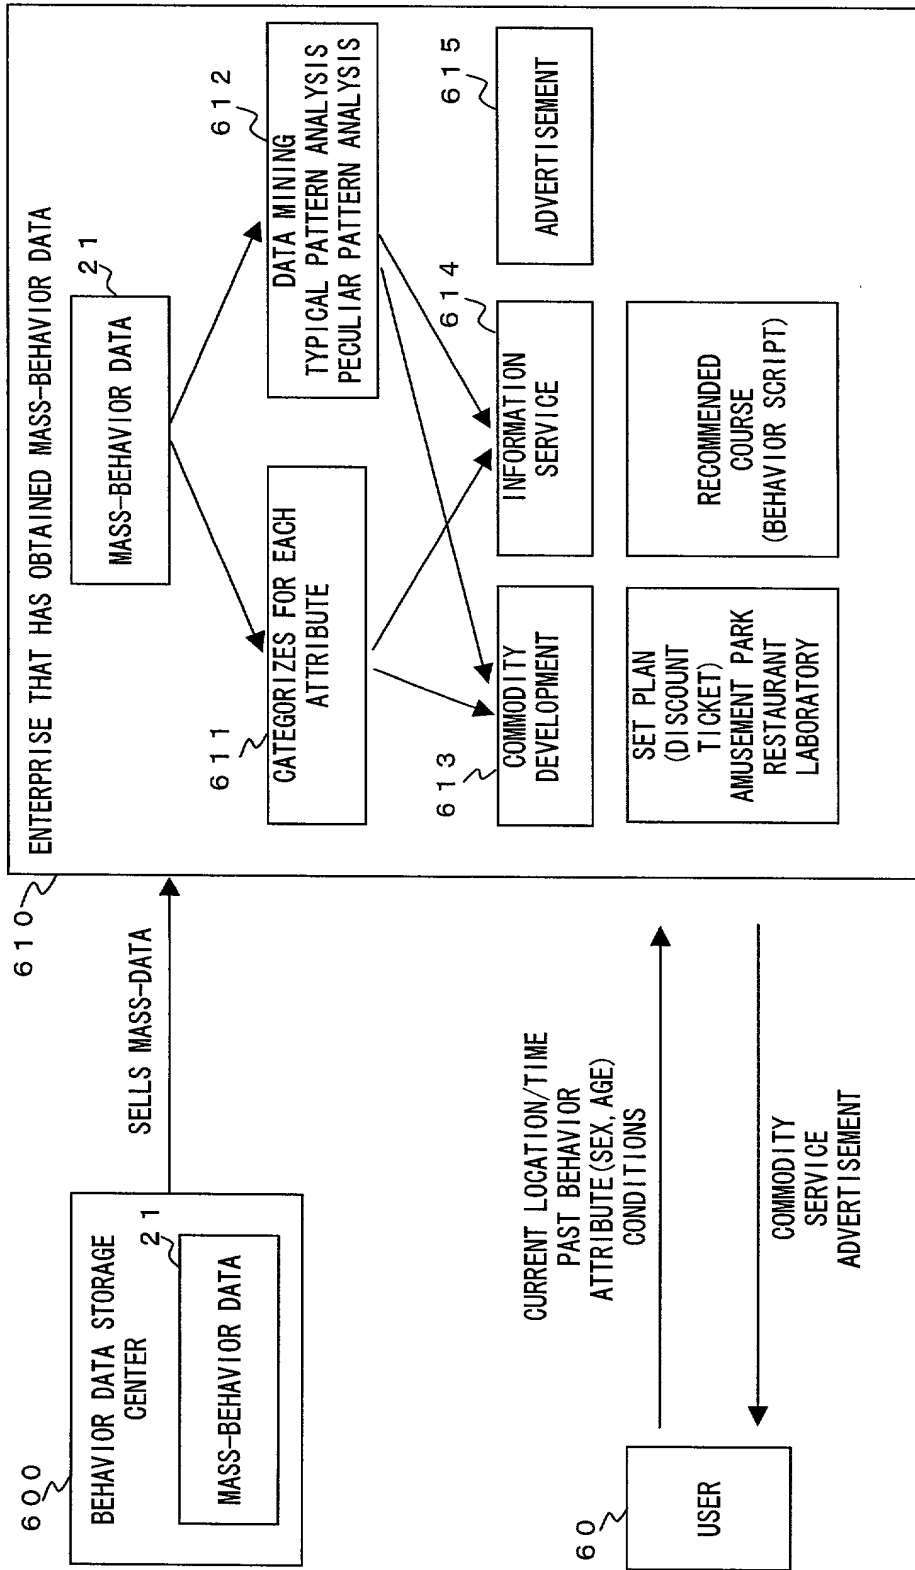 600
BEHAVIOR DATA STORAGE
CENTER
21
MASS-BEHAVIOR DATA
SELLS MASS-DATA
610
ENTERPRISE THAT HAS OBTAINED MASS-BEHAVIOR DATA
21
MASS-BEHAVIOR DATA
611
CATEGORIZES FOR EACH
ATTRIBUTE
612
DATA MINING
TYPICAL PATTERN ANALYSIS
PECULIAR PATTERN ANALYSIS
613
COMMODITY
DEVELOPMENT
614
INFORMATION
SERVICE
615
ADVERTISEMENT
SET PLAN
(DISCOUNT
TICKET)
AMUSEMENT PARK
RESTAURANT
LABORATORY
RECOMMENDED
COURSE
(BEHAVIOR SCRIPT)
60
USER
CURRENT LOCATION/TIME
PAST BEHAVIOR
ATTRIBUTE(SEX, AGE)
CONDITIONS
COMMODITY
SERVICE
ADVERTISEMENT